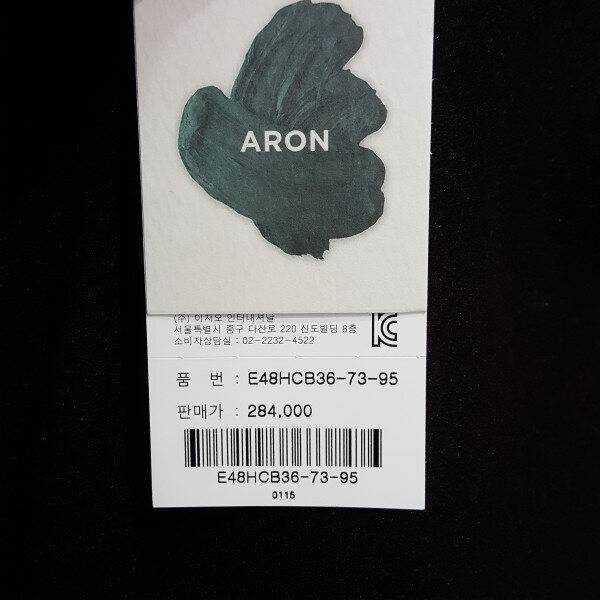 ARON
(주) 이지오 인터내셔날
서울특별시 중구 다산로 220 신도빌딩 8층
소비자상담실 : 02-2232-4522
품 번 : E48HCB36-73-95
판매가 : 284,000
E48HCB36-73-95
0115